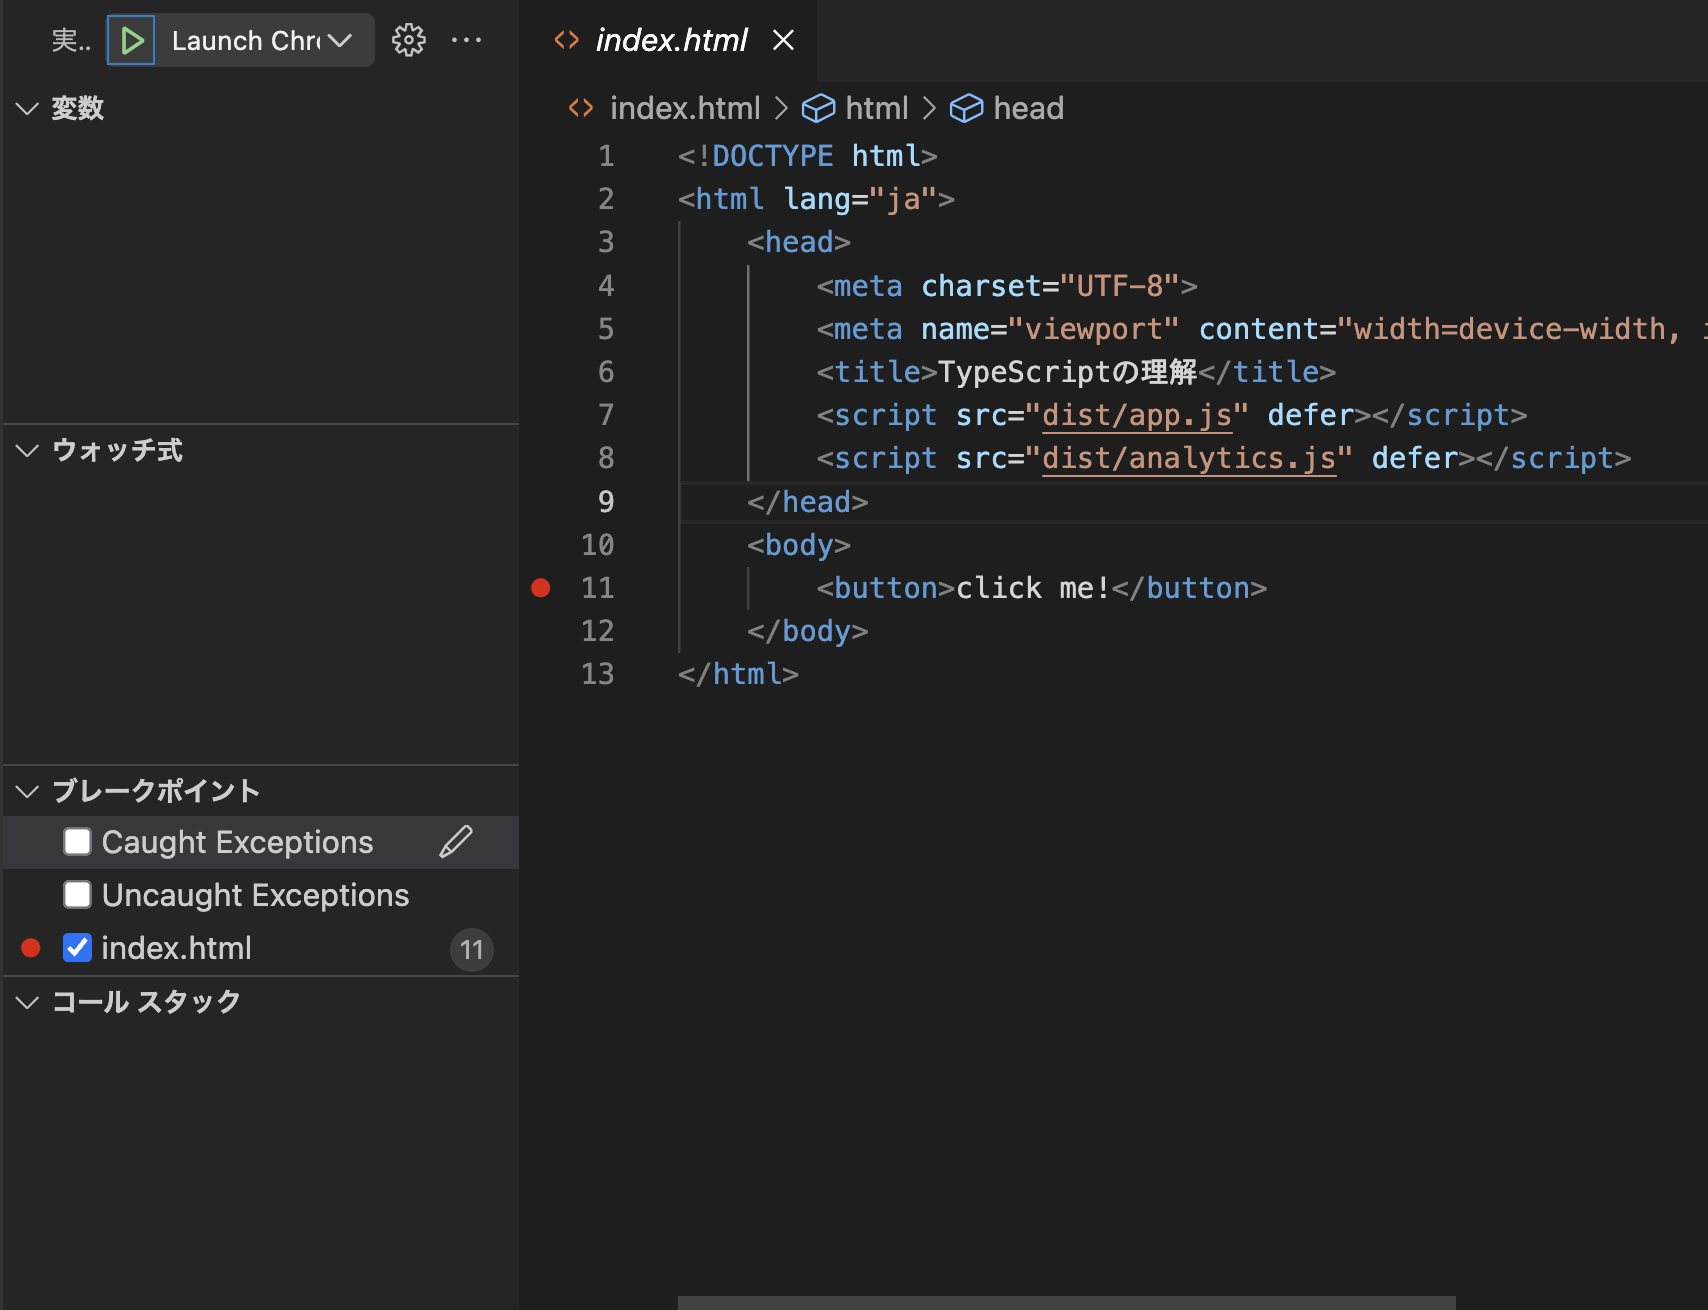 実.. Launch Chr
変数
ウォッチ式
ブレークポイント
Caught Exceptions
Uncaught Exceptions
index.html 11
コール スタック
index.html
index.html > html > head
1 <!DOCTYPE html>
2 <html lang="ja">
3 <head>
4 <meta charset="UTF-8">
5 <meta name="viewport" content="width=device-width,
6 <title>TypeScriptの理解</title>
7 <script src="dist/app.js" defer></script>
8 <script src="dist/analytics.js" defer></script>
9 </head>
10 <body>
11 <button>click me!</button>
12 </body>
13 </html>